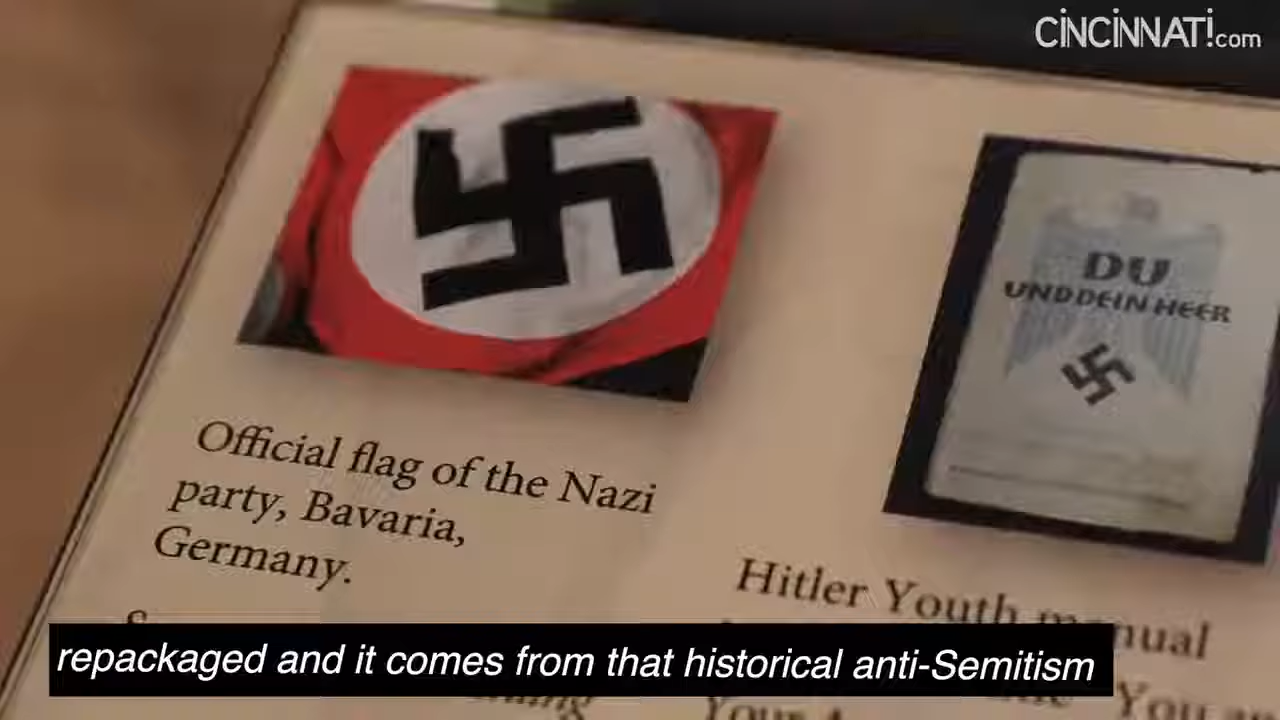 CiNCiNNATi.com
DU
UND DEIN HEER
Official flag of the Nazi
party, Bavaria,
Germany.
Hitler Youth manual
repackaged and it comes from that historical anti-Semitism